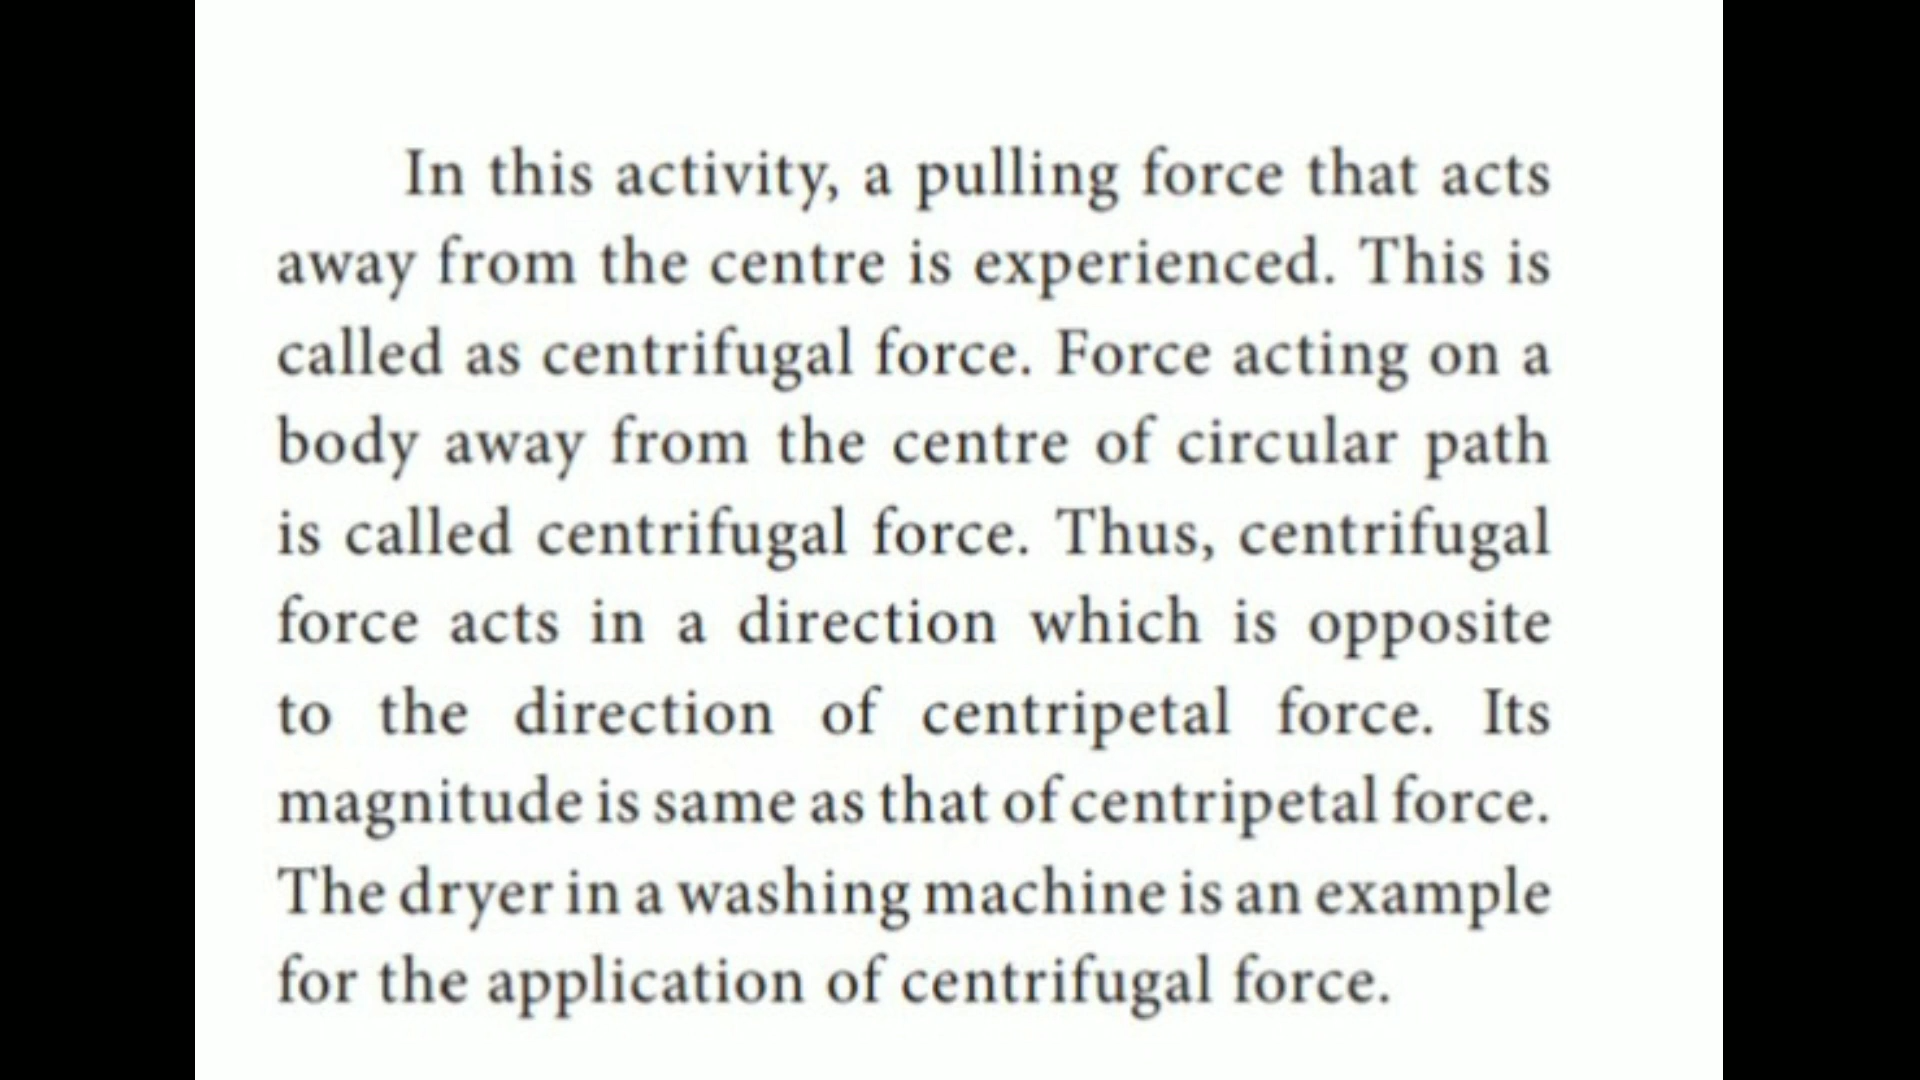 In this activity, a pulling force that acts
away from the centre is experienced. This is
called as centrifugal force. Force acting on a
body away from the centre of circular path
is called centrifugal force. Thus, centrifugal
force acts in a direction which is opposite
to the direction of centripetal force. Its
magnitude is same as that of centripetal force.
The dryer in a washing machine is an example
for the application of centrifugal force.